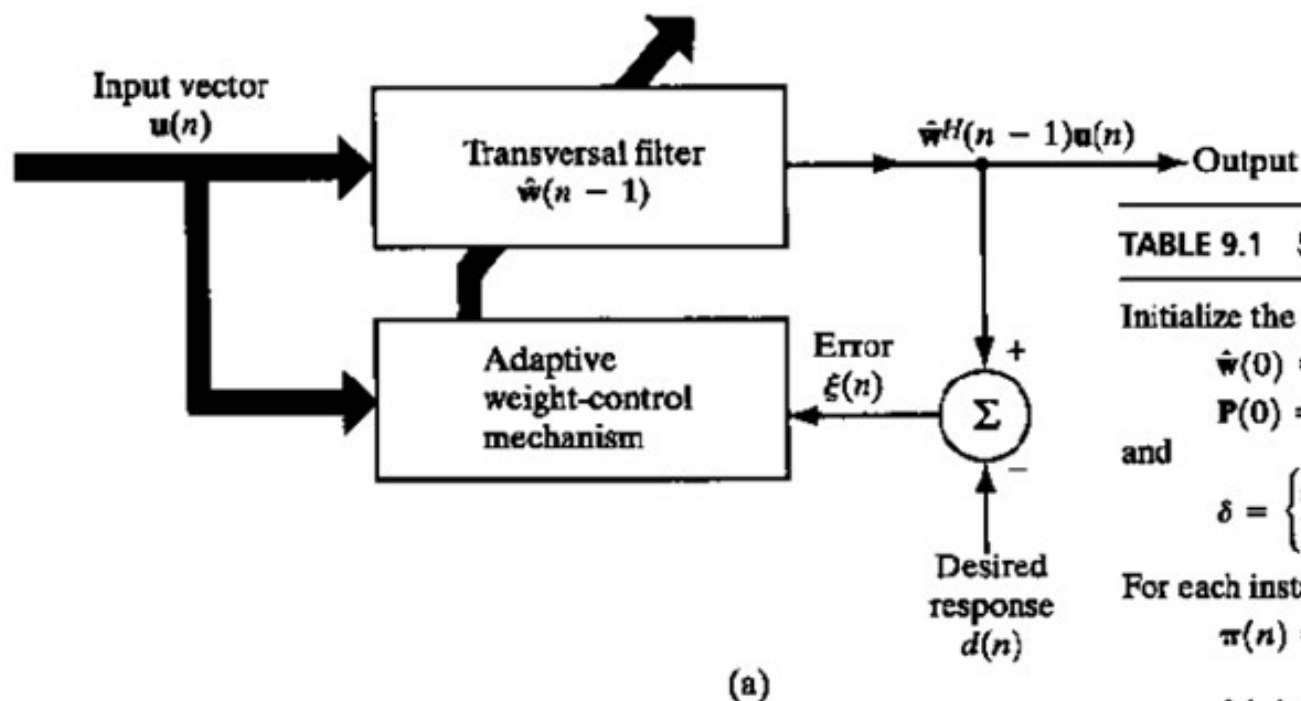 Input vector
u(n)
Transversal filter
ŵ(n − 1)
ŵᴴ(n − 1)u(n)
Output
Adaptive
weight-control
mechanism
Error
ξ(n)
+
Σ
−
Desired
response
d(n)
(a)
TABLE 9.1
Initialize the
ŵ(0) =
P(0) =
and
δ = {
For each
π(n) =